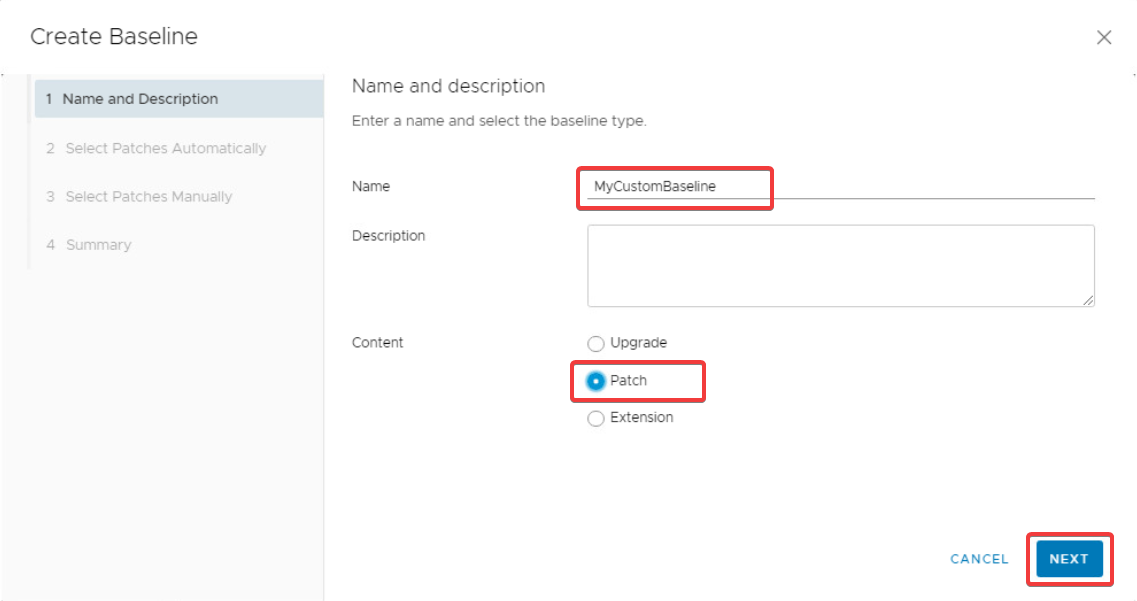 Create Baseline
1 Name and Description
2 Select Patches Automatically
3 Select Patches Manually
4 Summary
Name and description
Enter a name and select the baseline type.
Name MyCustomBaseline
Description
Content Upgrade
Patch
Extension
CANCEL NEXT